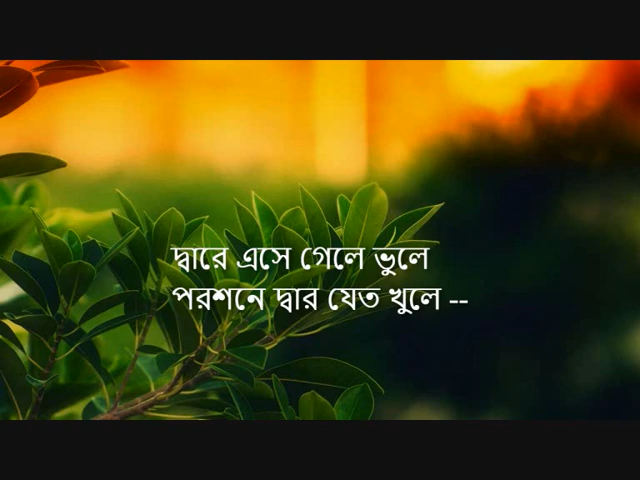 দ্বারে এসে গেলে ভুলে
পরশনে দ্বার যেত খুলে --